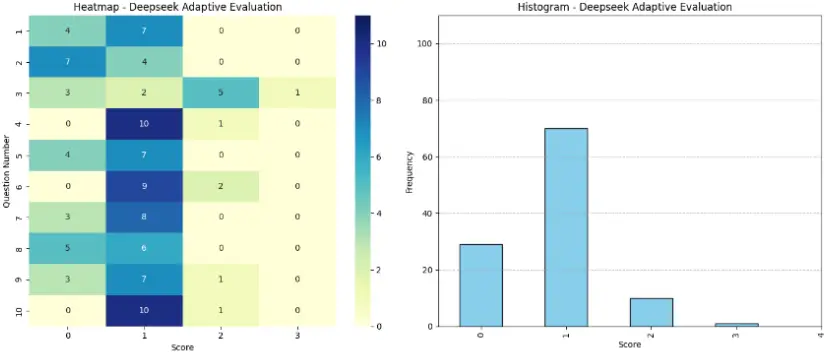 Heatmap - Deepseek Adaptive Evaluation
Question Number
1 4 7 0 0
2 7 4 0 0
3 3 2 5 1
4 0 10 1 0
5 4 7 0 0
6 0 9 2 0
7 3 8 0 0
8 5 6 0 0
9 3 7 1 0
10 0 10 1 0
0 1 2 3
Score
10
8
6
4
2
0
Histogram - Deepseek Adaptive Evaluation
Frequency
100
80
60
40
20
0
0 1 2 3 4
Score